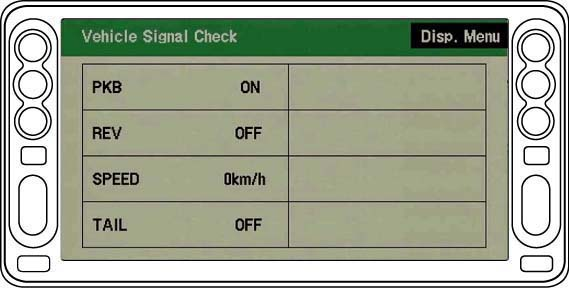 Vehicle Signal Check Disp. Menu
PKB ON
REV OFF
SPEED 0km/h
TAIL OFF